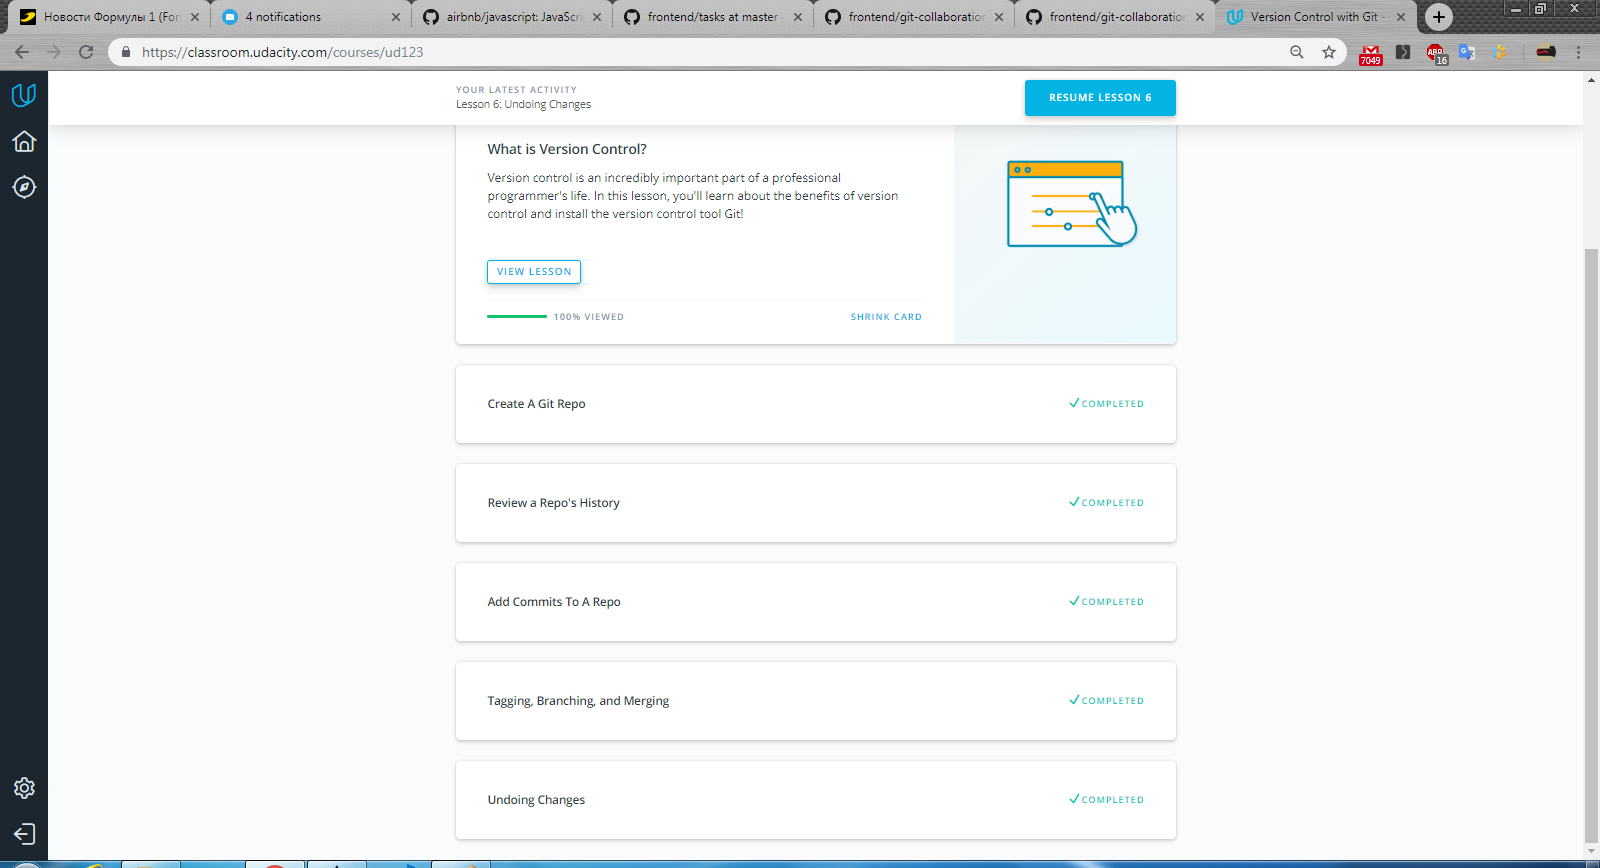 Новости Формулы 1 (For
4 notifications
airbnb/javascript: JavaScri
frontend/tasks at master
frontend/git-collaboration
frontend/git-collaboration
Version Control with Git -
https://classroom.udacity.com/courses/ud123
7049
ABP
16
YOUR LATEST ACTIVITY
Lesson 6: Undoing Changes
RESUME LESSON 6
What is Version Control?
Version control is an incredibly important part of a professional
programmer's life. In this lesson, you'll learn about the benefits of version
control and install the version control tool Git!
VIEW LESSON
100% VIEWED
SHRINK CARD
Create A Git Repo
COMPLETED
Review a Repo's History
COMPLETED
Add Commits To A Repo
COMPLETED
Tagging, Branching, and Merging
COMPLETED
Undoing Changes
COMPLETED